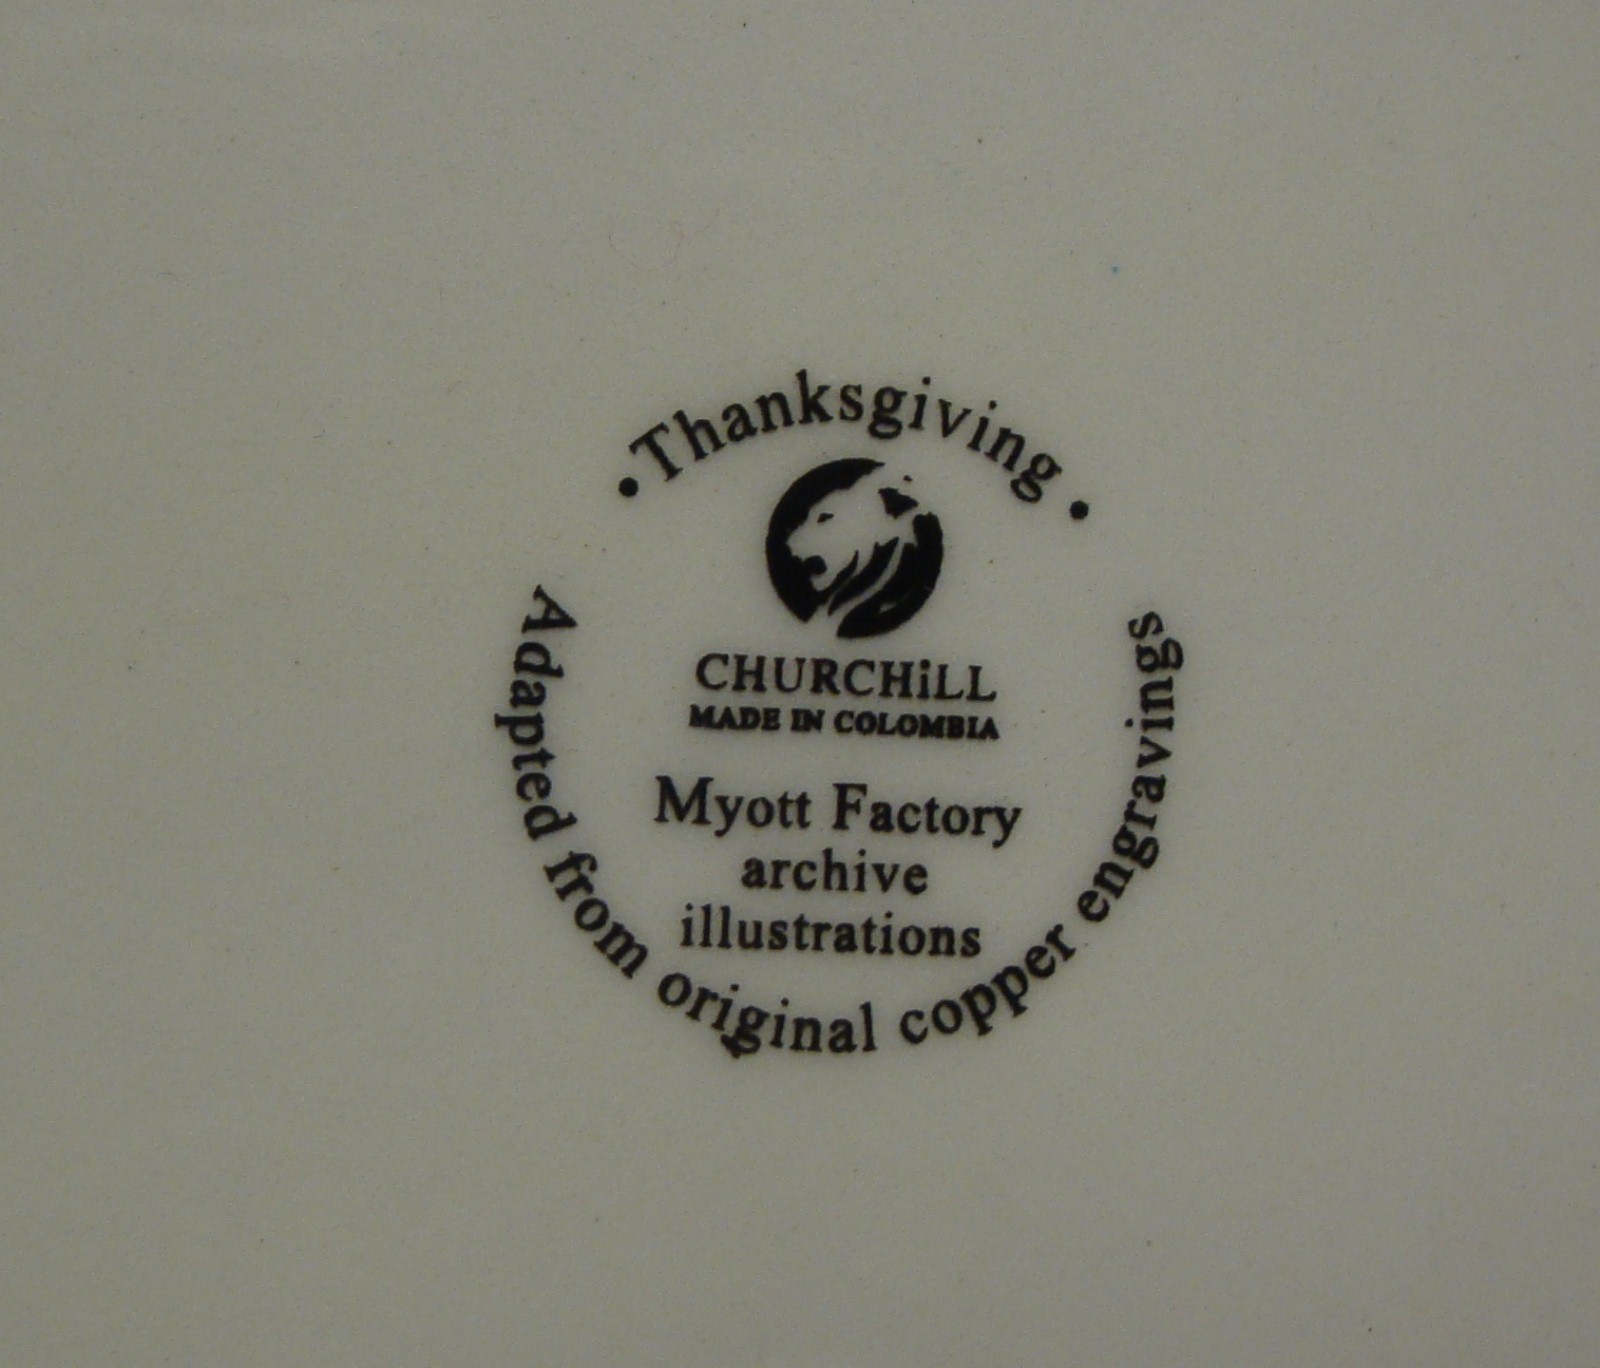 • Thanksgiving •
CHURCHiLL
MADE IN COLOMBIA
Myott Factory
archive
illustrations
Adapted from original copper engravings